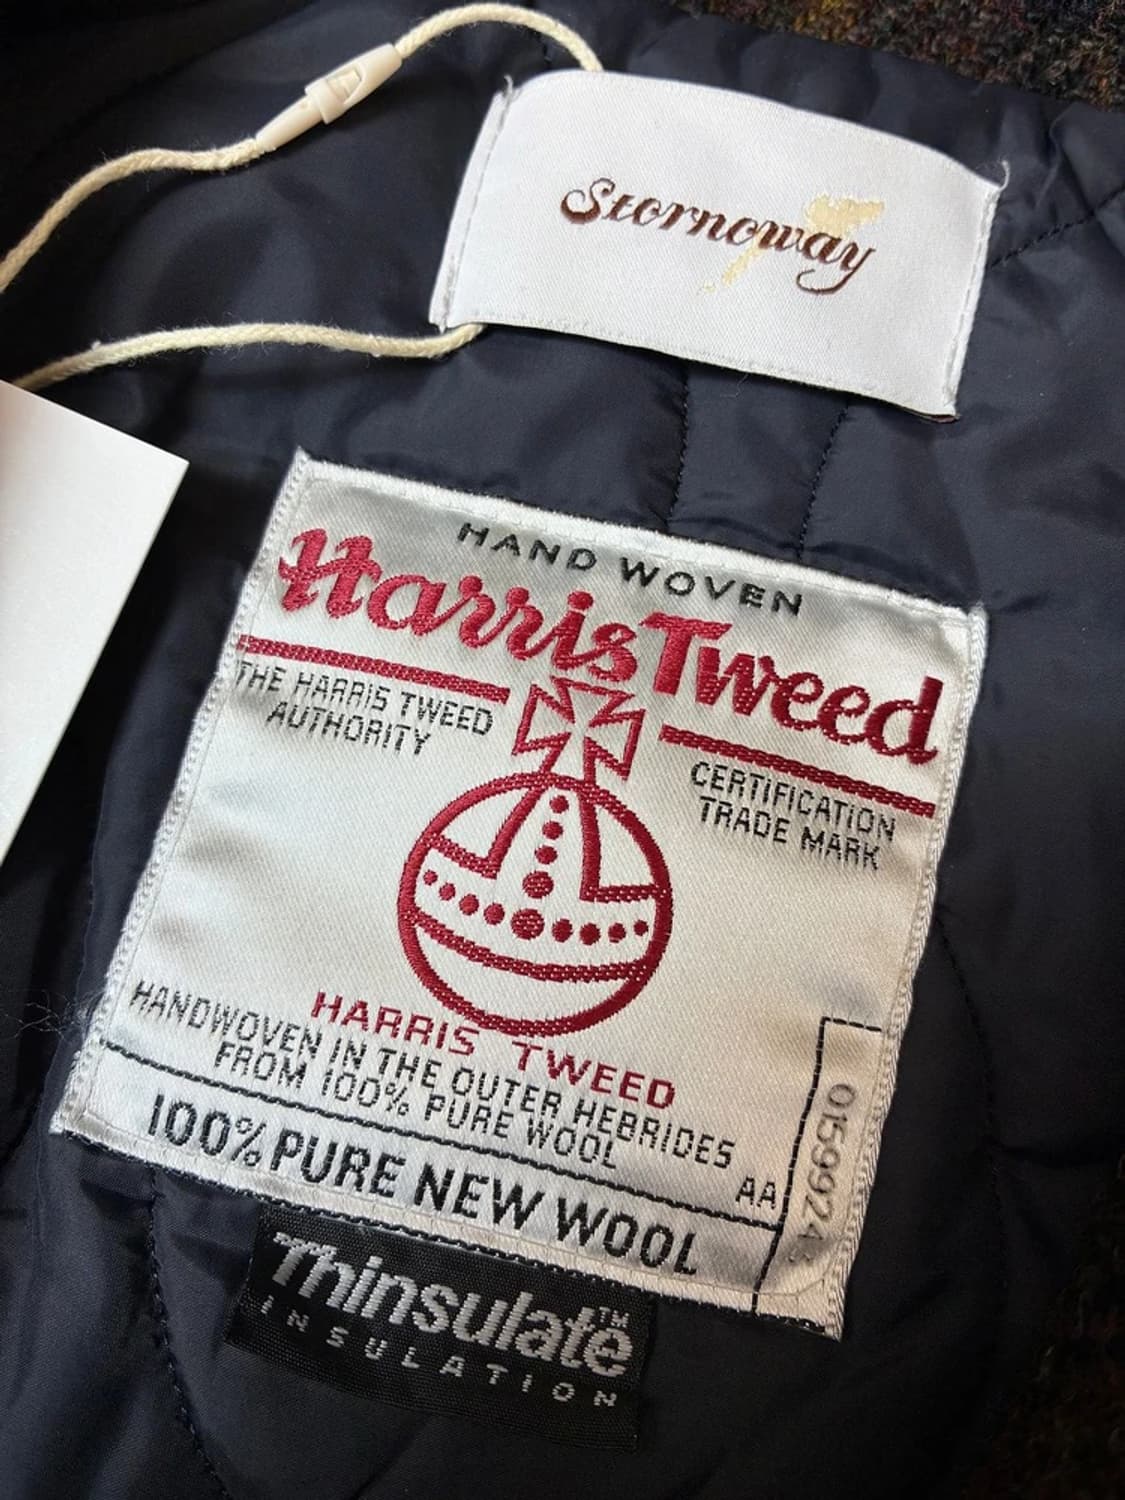 Stornoway
HAND WOVEN
Harris Tweed
THE HARRIS TWEED
AUTHORITY
CERTIFICATION
TRADE MARK
HARRIS TWEED
HANDWOVEN IN THE OUTER HEBRIDES
FROM 100% PURE WOOL
AA
100% PURE NEW WOOL
01599243
Thinsulate™
INSULATION